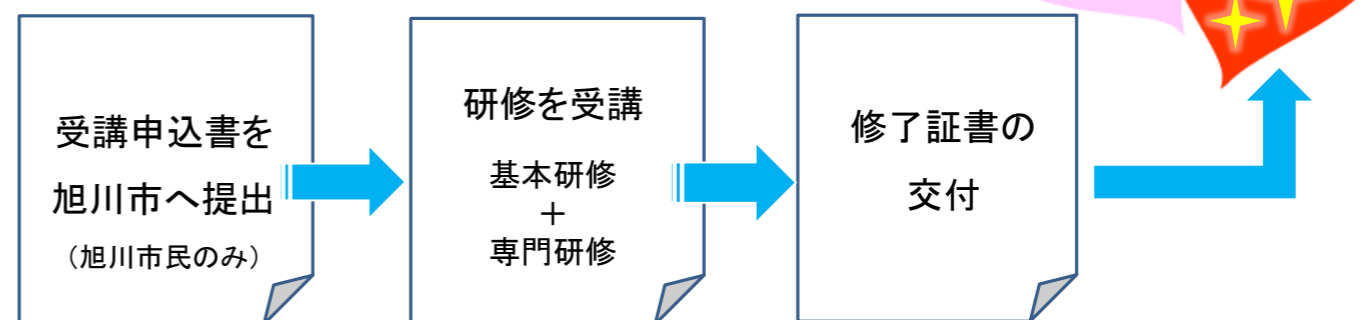 受講申込書を
旭川市へ提出
（旭川市民のみ）
研修を受講
基本研修
＋
専門研修
修了証書の
交付